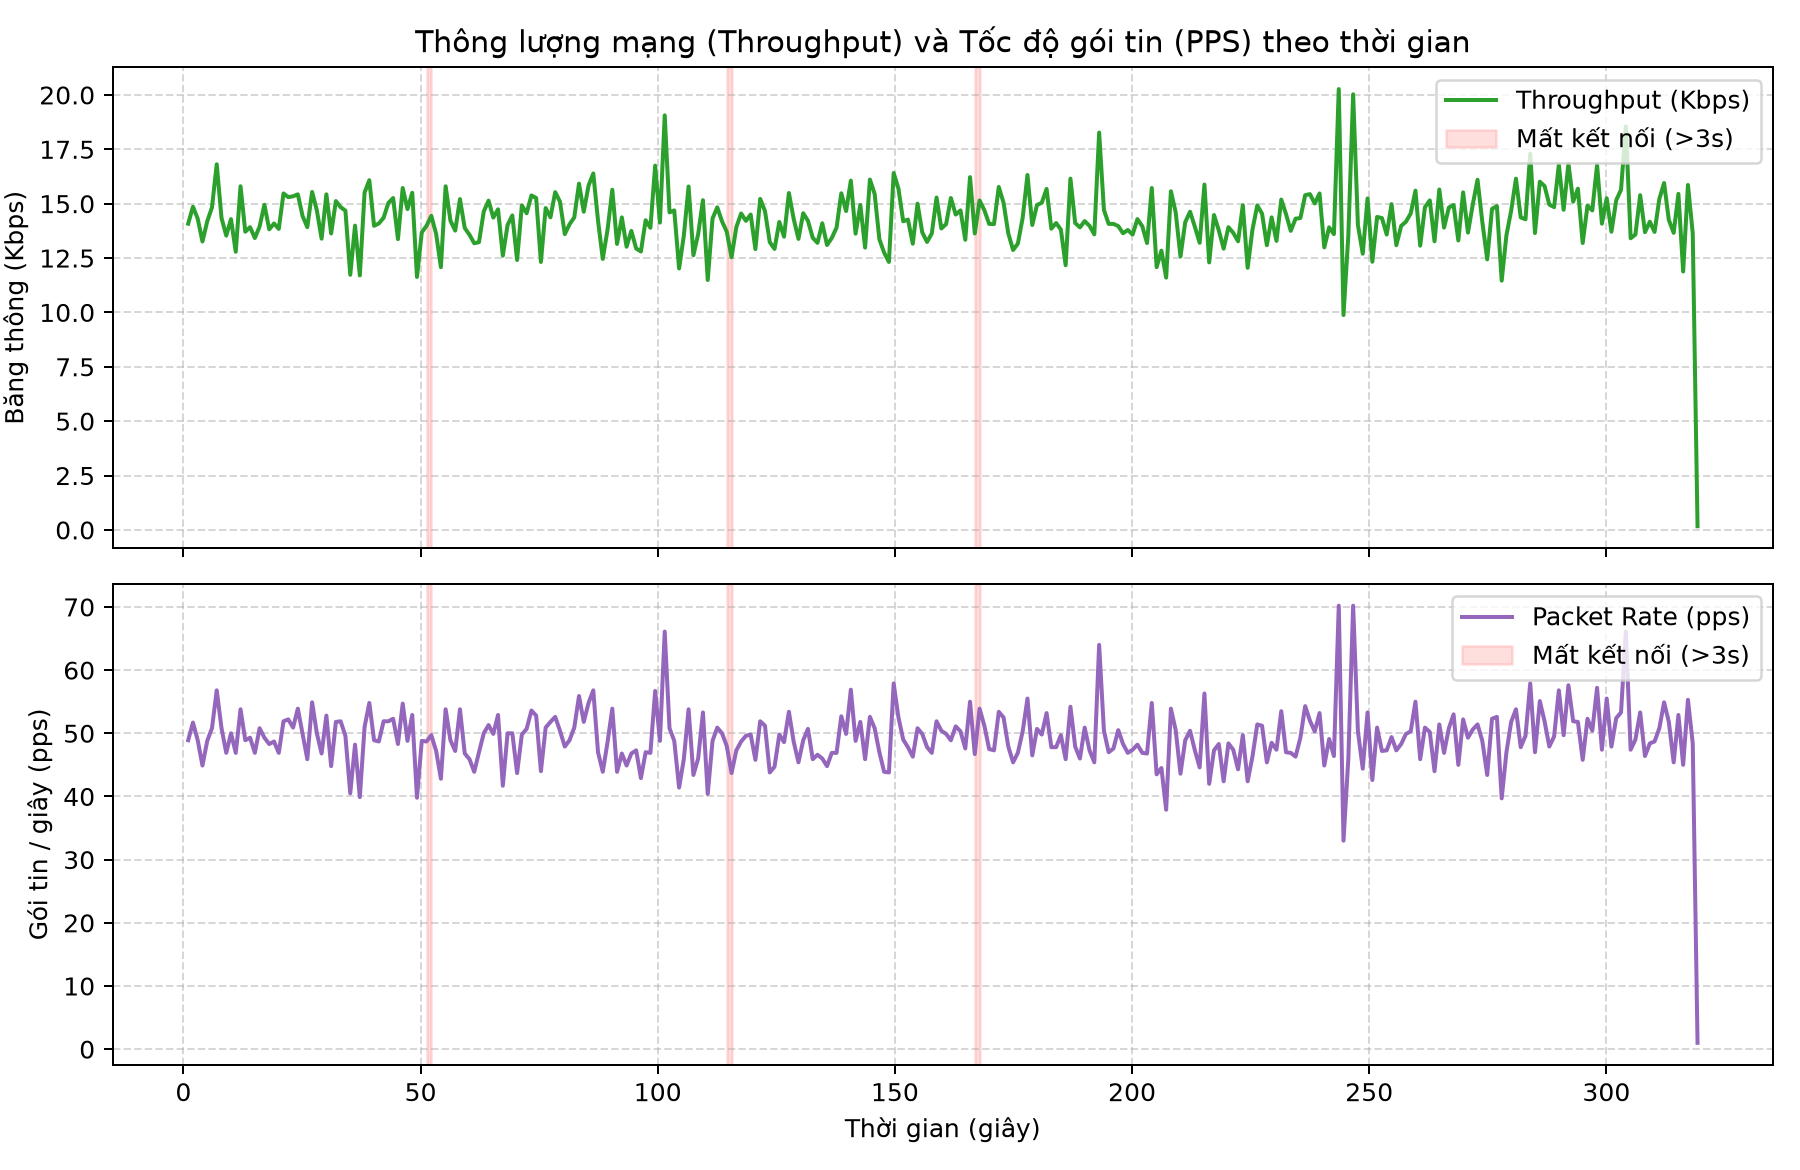 Thông lượng mạng (Throughput) và Tốc độ gói tin (PPS) theo thời gian
Băng thông (Kbps)
20.0
17.5
15.0
12.5
10.0
7.5
5.0
2.5
0.0
Throughput (Kbps)
Mất kết nối (>3s)
Gói tin / giây (pps)
70
60
50
40
30
20
10
0
Packet Rate (pps)
Mất kết nối (>3s)
0 50 100 150 200 250 300
Thời gian (giây)